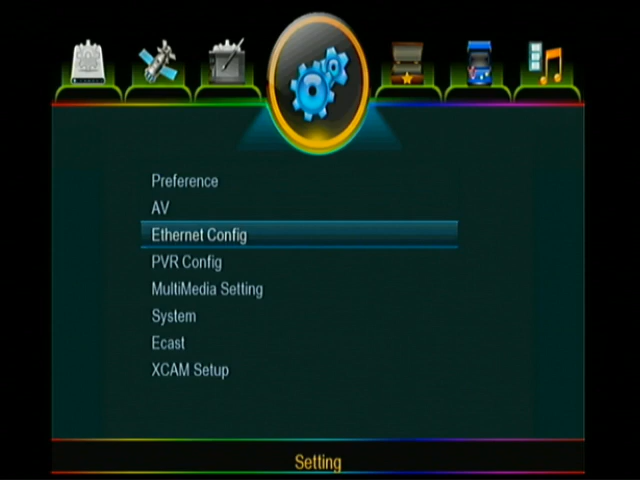 Preference
AV
Ethernet Config
PVR Config
MultiMedia Setting
System
Ecast
XCAM Setup
Setting